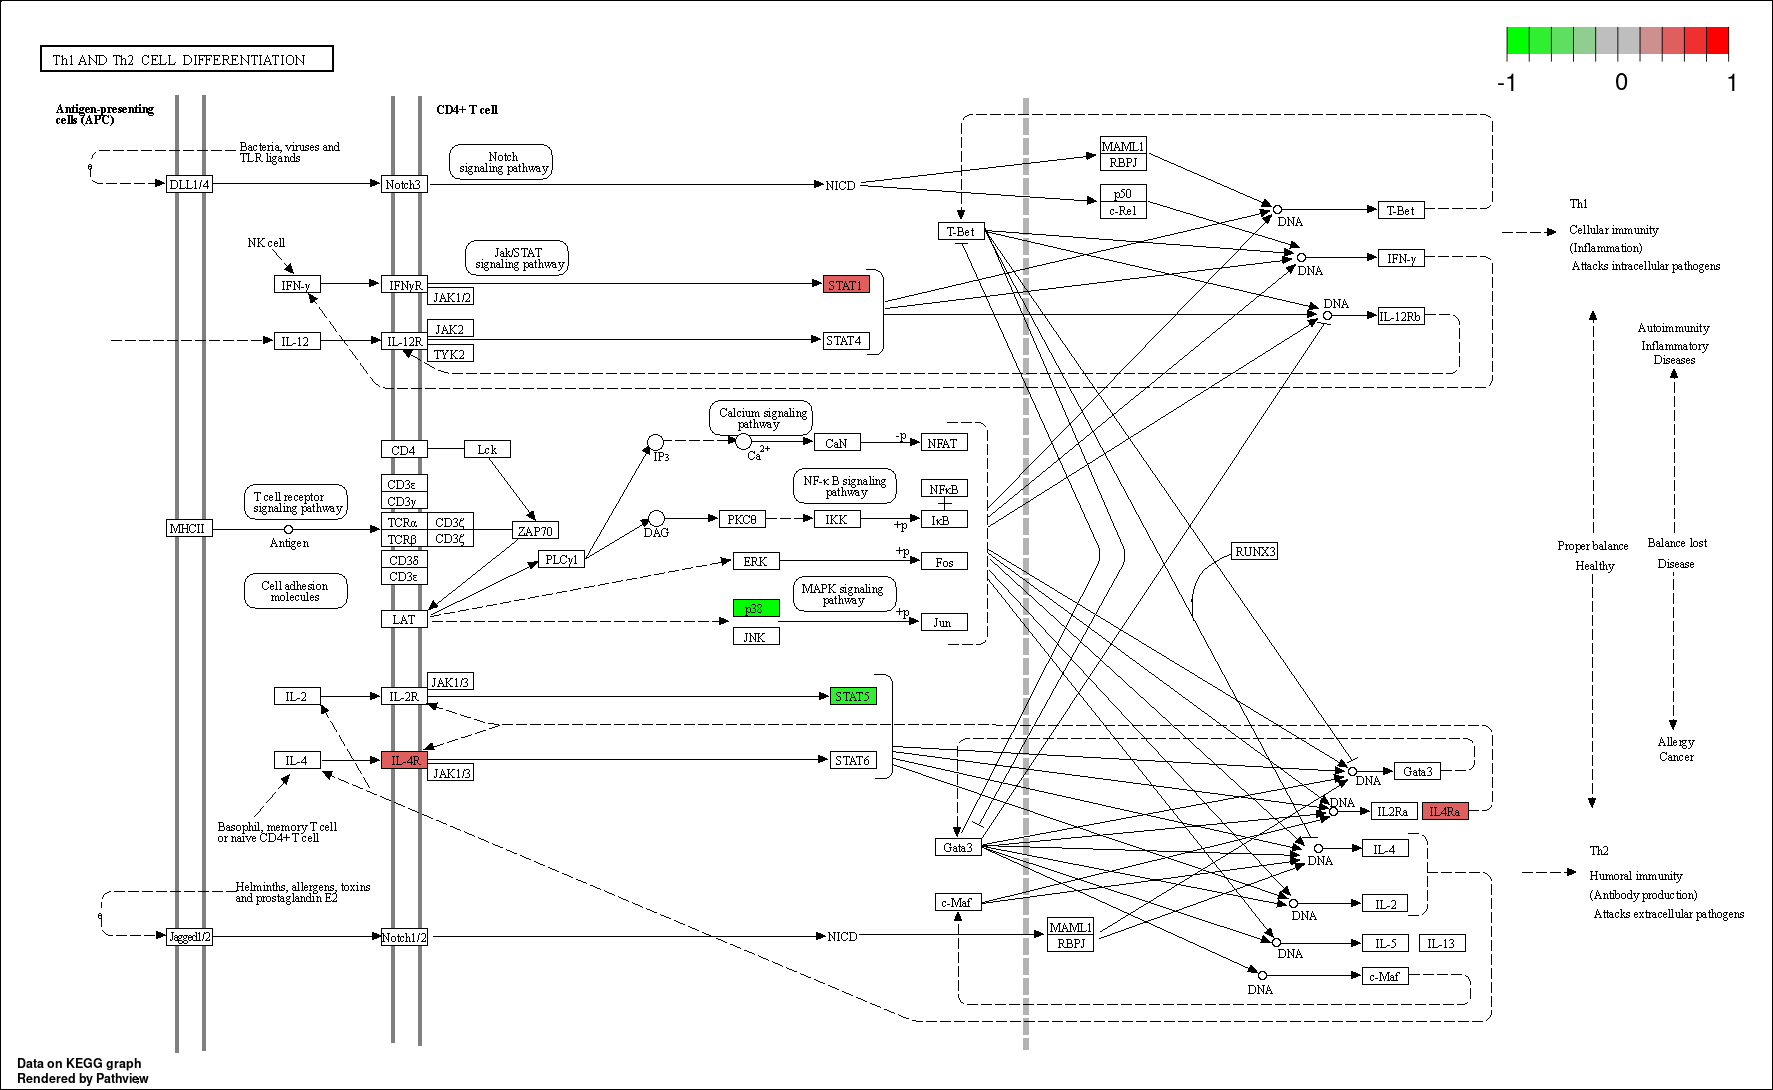 Th1 AND Th2 CELL DIFFERENTIATION
-1 0 1
Antigen-presenting
cells (APC)
CD4+ T cell
Bacteria, viruses and
TLR ligands
e
DLL1/4
Notch3
Notch
signaling pathway
NICD
MAML1
RBPJ
p50
c-Rel
DNA
T-Bet
T-Bet
Th1
Cellular immunity
(Inflammation)
Attacks intracellular pathogens
NK cell
IFN-γ
IFNγR
JAK1/2
Jak/STAT
signaling pathway
STAT1
DNA
IFN-γ
IL-12
IL-12R
JAK2
TYK2
STAT4
DNA
IL-12Rb
Autoimmunity
Inflammatory
Diseases
CD4
Lck
Calcium signaling
pathway
IP3
Ca2+
CaN
-p
NFAT
CD3ε
CD3γ
T cell receptor
signaling pathway
NF-κB signaling
pathway
NFκB
IκB
MHCII
Antigen
TCRα
CD3ζ
TCRβ
CD3ζ
ZAP70
DAG
PKCθ
IKK
+p
CD3δ
CD3ε
PLCγ1
ERK
+p
Fos
RUNX3
Proper balance
Healthy
Balance lost
Disease
Cell adhesion
molecules
LAT
p38
JNK
MAPK signaling
pathway
+p
Jun
IL-2
IL-2R
JAK1/3
STAT5
IL-4
IL-4R
JAK1/3
STAT6
DNA
Gata3
Allergy
Cancer
DNA
IL2Ra
IL4Ra
Basophil, memory T cell
or naive CD4+ T cell
Gata3
DNA
IL-4
Th2
Humoral immunity
(Antibody production)
Attacks extracellular pathogens
Helminths, allergens, toxins
and prostaglandin E2
e
c-Maf
DNA
IL-2
Jagged1/2
Notch1/2
NICD
MAML1
RBPJ
DNA
IL-5
IL-13
DNA
c-Maf
Data on KEGG graph
Rendered by Pathview